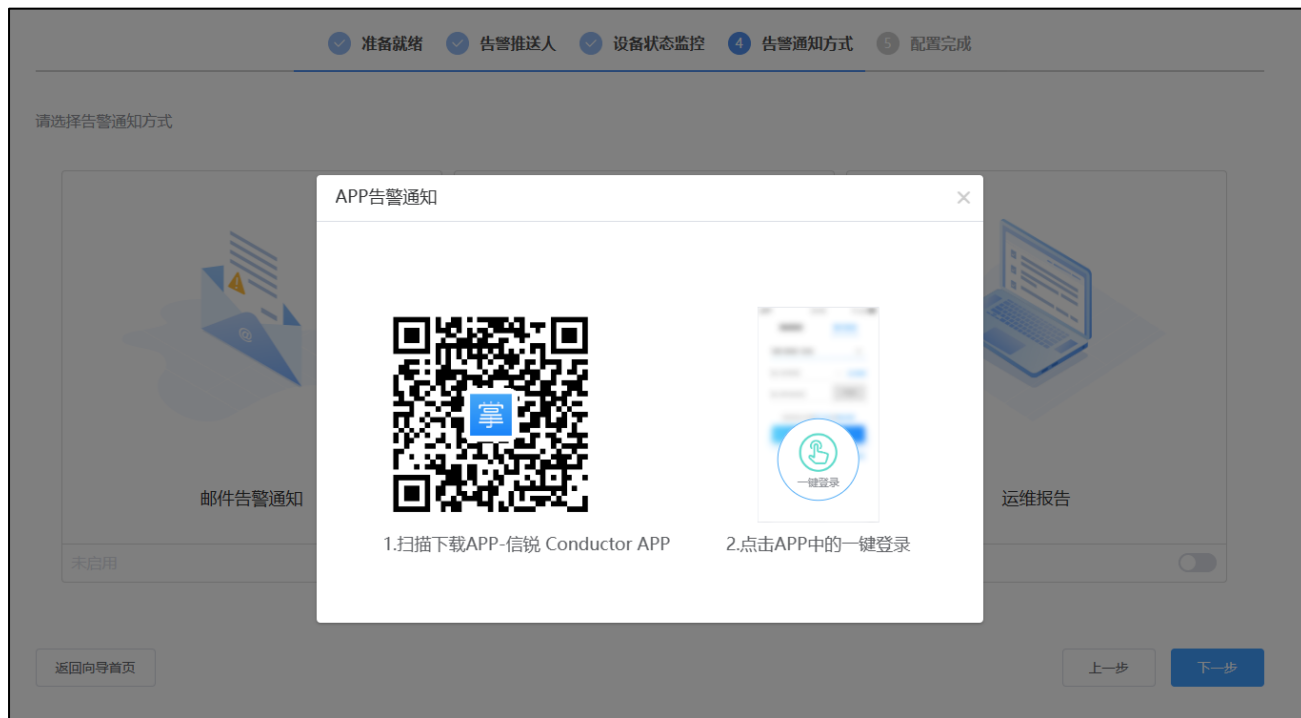 准备就绪 告警推送人 设备状态监控 4 告警通知方式 5 配置完成
请选择告警通知方式
APP告警通知
掌
一键登录
邮件告警通知
运维报告
1.扫描下载APP-信锐 Conductor APP
2.点击APP中的一键登录
未启用
返回向导首页
上一步
下一步